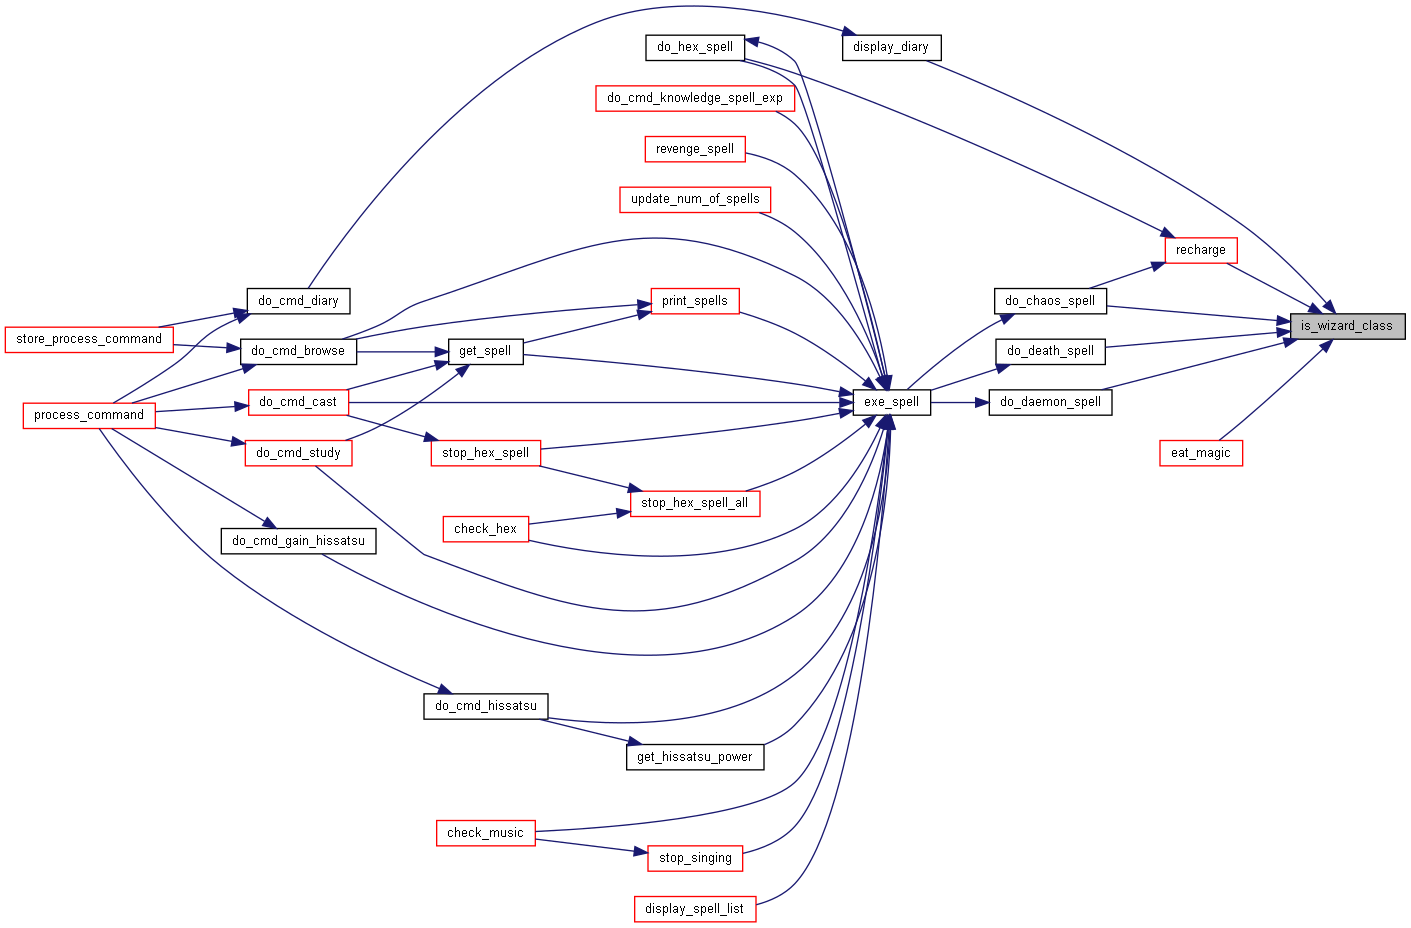 do_hex_spell
display_diary
do_cmd_knowledge_spell_exp
revenge_spell
update_num_of_spells
recharge
do_cmd_diary
print_spells
do_chaos_spell
is_wizard_class
store_process_command
do_cmd_browse
get_spell
do_death_spell
process_command
do_cmd_cast
exe_spell
do_daemon_spell
do_cmd_study
stop_hex_spell
eat_magic
stop_hex_spell_all
check_hex
do_cmd_gain_hissatsu
do_cmd_hissatsu
get_hissatsu_power
check_music
stop_singing
display_spell_list